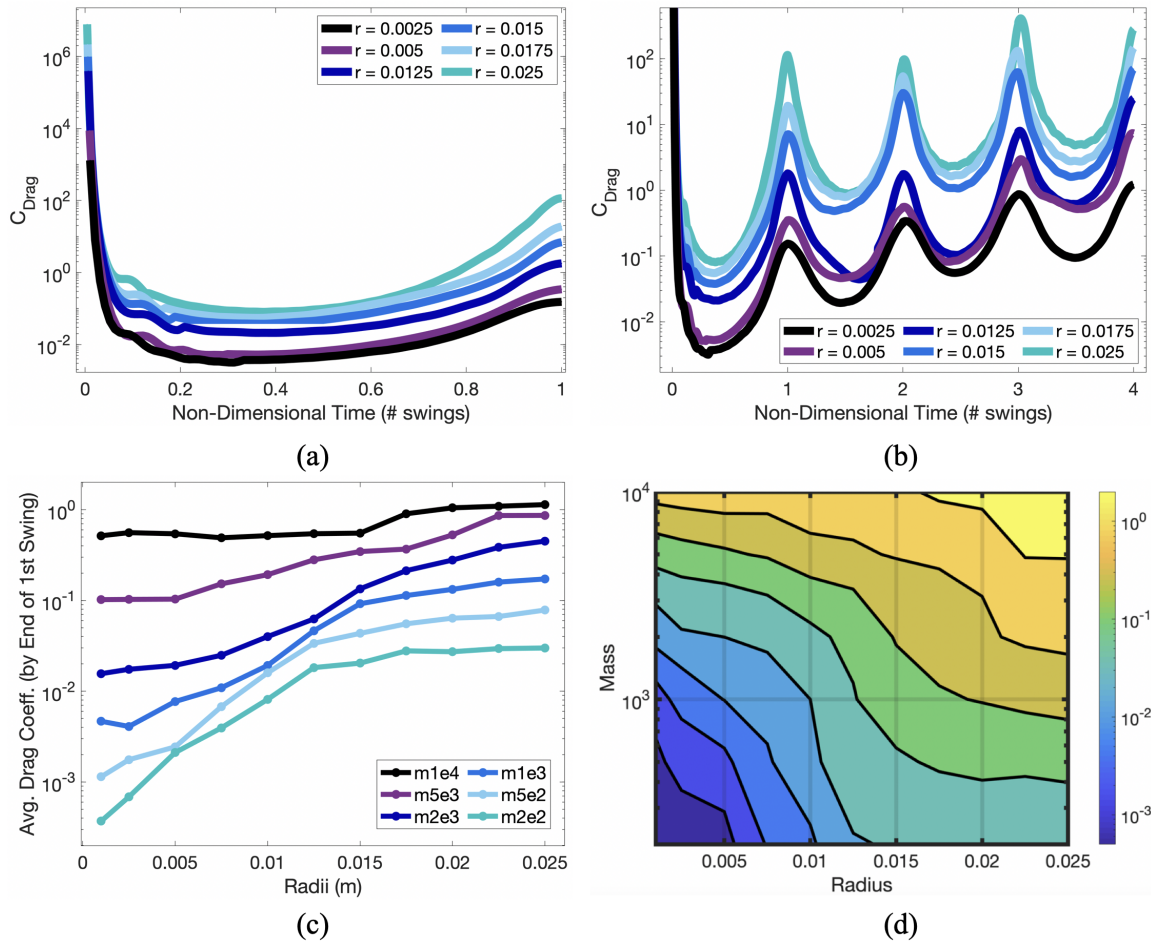 r = 0.0025 r = 0.015
r = 0.005 r = 0.0175
r = 0.0125 r = 0.025
C_Drag
10^6
10^4
10^2
10^0
10^-2
0 0.2 0.4 0.6 0.8 1
Non-Dimensional Time (# swings)
(a)
C_Drag
10^2
10^1
10^0
10^-1
10^-2
r = 0.0025 r = 0.0125 r = 0.0175
r = 0.005 r = 0.015 r = 0.025
0 1 2 3 4
Non-Dimensional Time (# swings)
(b)
Avg. Drag Coeff. (by End of 1st Swing)
10^0
10^-1
10^-2
10^-3
m1e4 m1e3
m5e3 m5e2
m2e3 m2e2
0 0.005 0.01 0.015 0.02 0.025
Radii (m)
(c)
Mass
10^4
10^3
0.005 0.01 0.015 0.02 0.025
Radius
10^0
10^-1
10^-2
10^-3
(d)